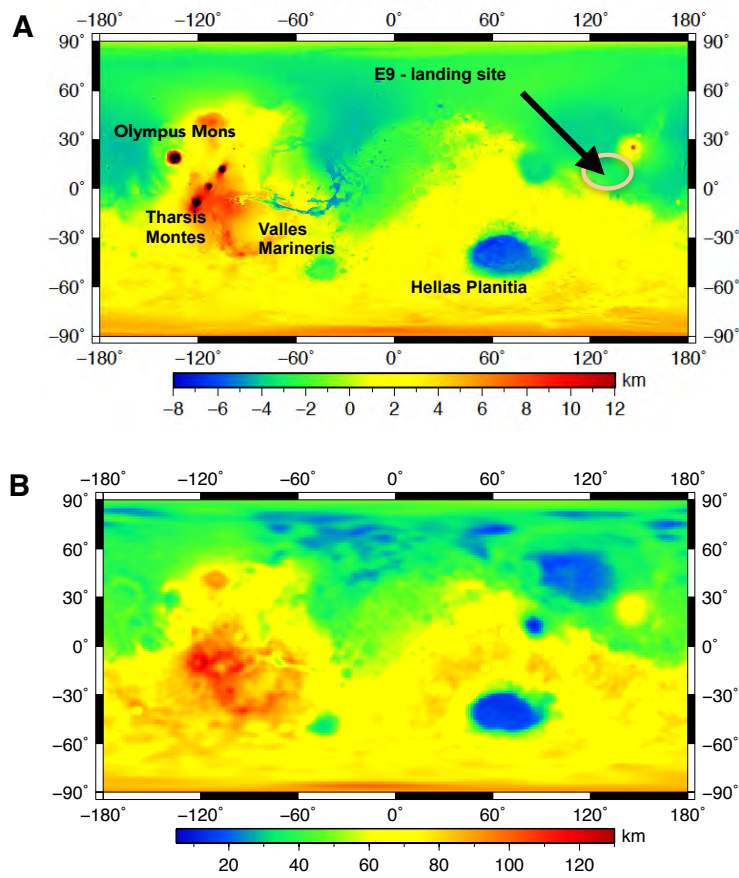 A
−180˚ −120˚ −60˚ 0˚ 60˚ 120˚ 180˚
90˚ 90˚
E9 - landing site
60˚ 60˚
Olympus Mons
30˚ 30˚
0˚ 0˚
Tharsis
Montes
Valles
Marineris
−30˚ −30˚
Hellas Planitia
−60˚ −60˚
−90˚ −90˚
−180˚ −120˚ −60˚ 0˚ 60˚ 120˚ 180˚
km
−8 −6 −4 −2 0 2 4 6 8 10 12
B
−180˚ −120˚ −60˚ 0˚ 60˚ 120˚ 180˚
90˚ 90˚
60˚ 60˚
30˚ 30˚
0˚ 0˚
−30˚ −30˚
−60˚ −60˚
−90˚ −90˚
−180˚ −120˚ −60˚ 0˚ 60˚ 120˚ 180˚
km
20 40 60 80 100 120